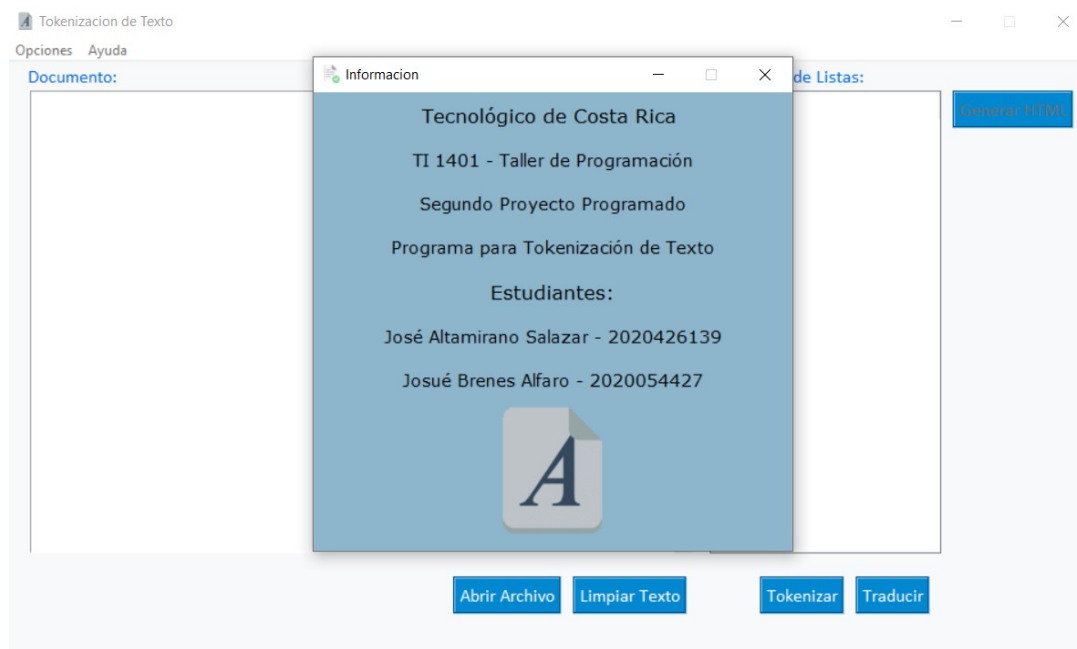 Tokenizacion de Texto
Opciones Ayuda
Documento:
de Listas:
Generar HTML
Informacion
Tecnológico de Costa Rica
TI 1401 - Taller de Programación
Segundo Proyecto Programado
Programa para Tokenización de Texto
Estudiantes:
José Altamirano Salazar - 2020426139
Josué Brenes Alfaro - 2020054427
A
Abrir Archivo
Limpiar Texto
Tokenizar
Traducir